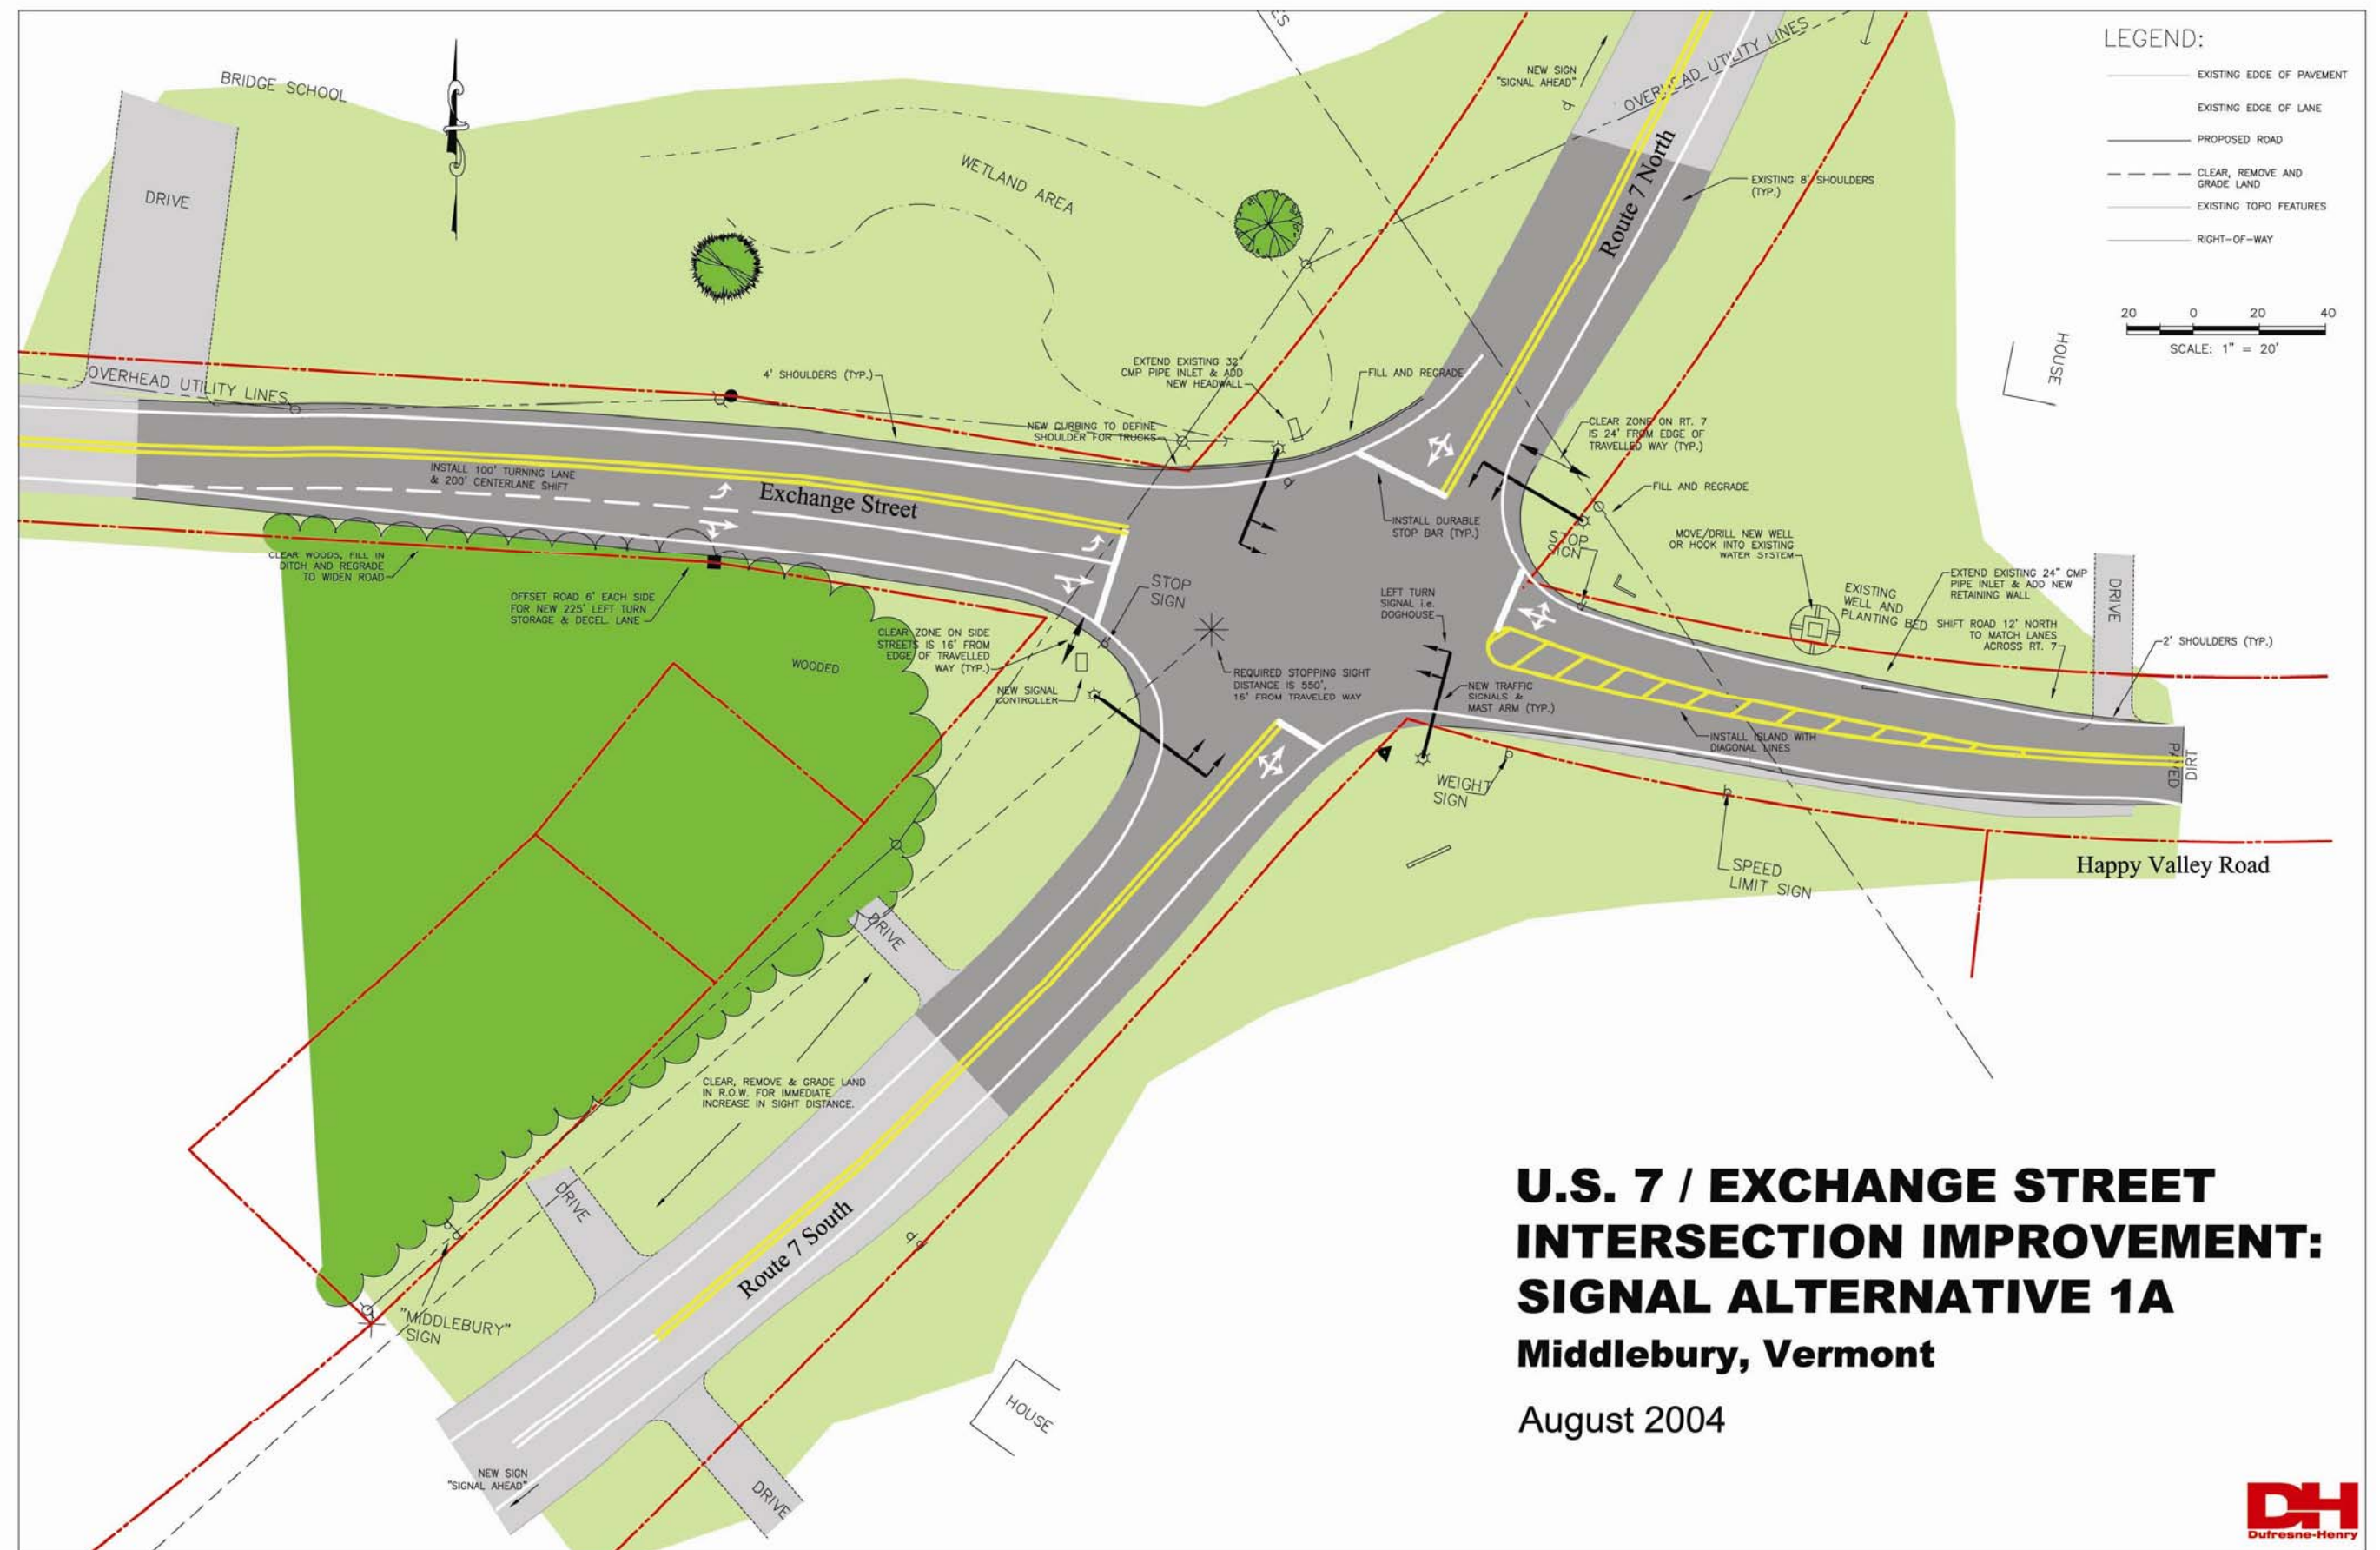 BRIDGE SCHOOL
DRIVE
WETLAND AREA
ES
NEW SIGN
"SIGNAL AHEAD"
OVERHEAD UTILITY LINES
Route 7 North
EXISTING 8' SHOULDERS
(TYP.)
LEGEND:
EXISTING EDGE OF PAVEMENT
EXISTING EDGE OF LANE
PROPOSED ROAD
CLEAR, REMOVE AND
GRADE LAND
EXISTING TOPO FEATURES
RIGHT-OF-WAY
20 0 20 40
SCALE: 1" = 20'
HOUSE
OVERHEAD UTILITY LINES
4' SHOULDERS (TYP.)
EXTEND EXISTING 32"
CMP PIPE INLET & ADD
NEW HEADWALL
FILL AND REGRADE
NEW CURBING TO DEFINE
SHOULDER FOR TRUCKS
CLEAR ZONE ON RT. 7
IS 24' FROM EDGE OF
TRAVELLED WAY (TYP.)
INSTALL 100' TURNING LANE
& 200' CENTERLANE SHIFT
Exchange Street
FILL AND REGRADE
INSTALL DURABLE
STOP BAR (TYP.)
STOP
SIGN
MOVE/DRILL NEW WELL
OR HOOK INTO EXISTING
WATER SYSTEM
CLEAR WOODS, FILL IN
DITCH AND REGRADE
TO WIDEN ROAD
OFFSET ROAD 6' EACH SIDE
FOR NEW 225' LEFT TURN
STORAGE & DECEL. LANE
STOP
SIGN
LEFT TURN
SIGNAL i.e.
DOGHOUSE
EXISTING
WELL AND
PLANTING BED
EXTEND EXISTING 24" CMP
PIPE INLET & ADD NEW
RETAINING WALL
DRIVE
SHIFT ROAD 12' NORTH
TO MATCH LANES
ACROSS RT. 7
2' SHOULDERS (TYP.)
CLEAR ZONE ON SIDE
STREETS IS 16' FROM
EDGE OF TRAVELLED
WAY (TYP.)
WOODED
NEW SIGNAL
CONTROLLER
REQUIRED STOPPING SIGHT
DISTANCE IS 550',
16' FROM TRAVELED WAY
NEW TRAFFIC
SIGNALS &
MAST ARM (TYP.)
INSTALL ISLAND WITH
DIAGONAL LINES
PAVED
DIRT
WEIGHT
SIGN
SPEED
LIMIT SIGN
Happy Valley Road
DRIVE
CLEAR, REMOVE & GRADE LAND
IN R.O.W. FOR IMMEDIATE
INCREASE IN SIGHT DISTANCE.
DRIVE
Route 7 South
"MIDDLEBURY"
SIGN
HOUSE
NEW SIGN
"SIGNAL AHEAD"
DRIVE
U.S. 7 / EXCHANGE STREET
INTERSECTION IMPROVEMENT:
SIGNAL ALTERNATIVE 1A
Middlebury, Vermont
August 2004
DH
Dufresne-Henry